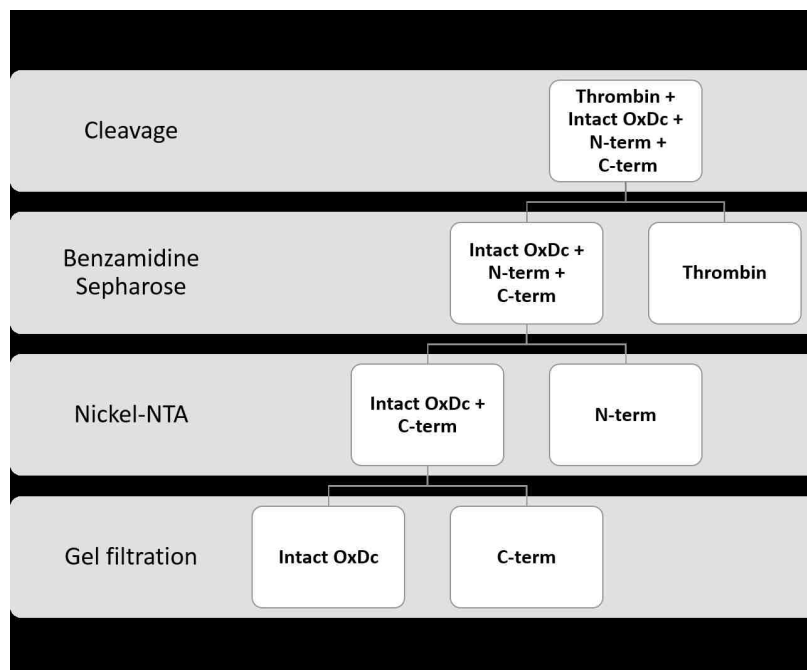 Cleavage
Thrombin +
Intact OxDc +
N-term +
C-term
Benzamidine
Sepharose
Intact OxDc +
N-term +
C-term
Thrombin
Nickel-NTA
Intact OxDc +
C-term
N-term
Gel filtration
Intact OxDc
C-term